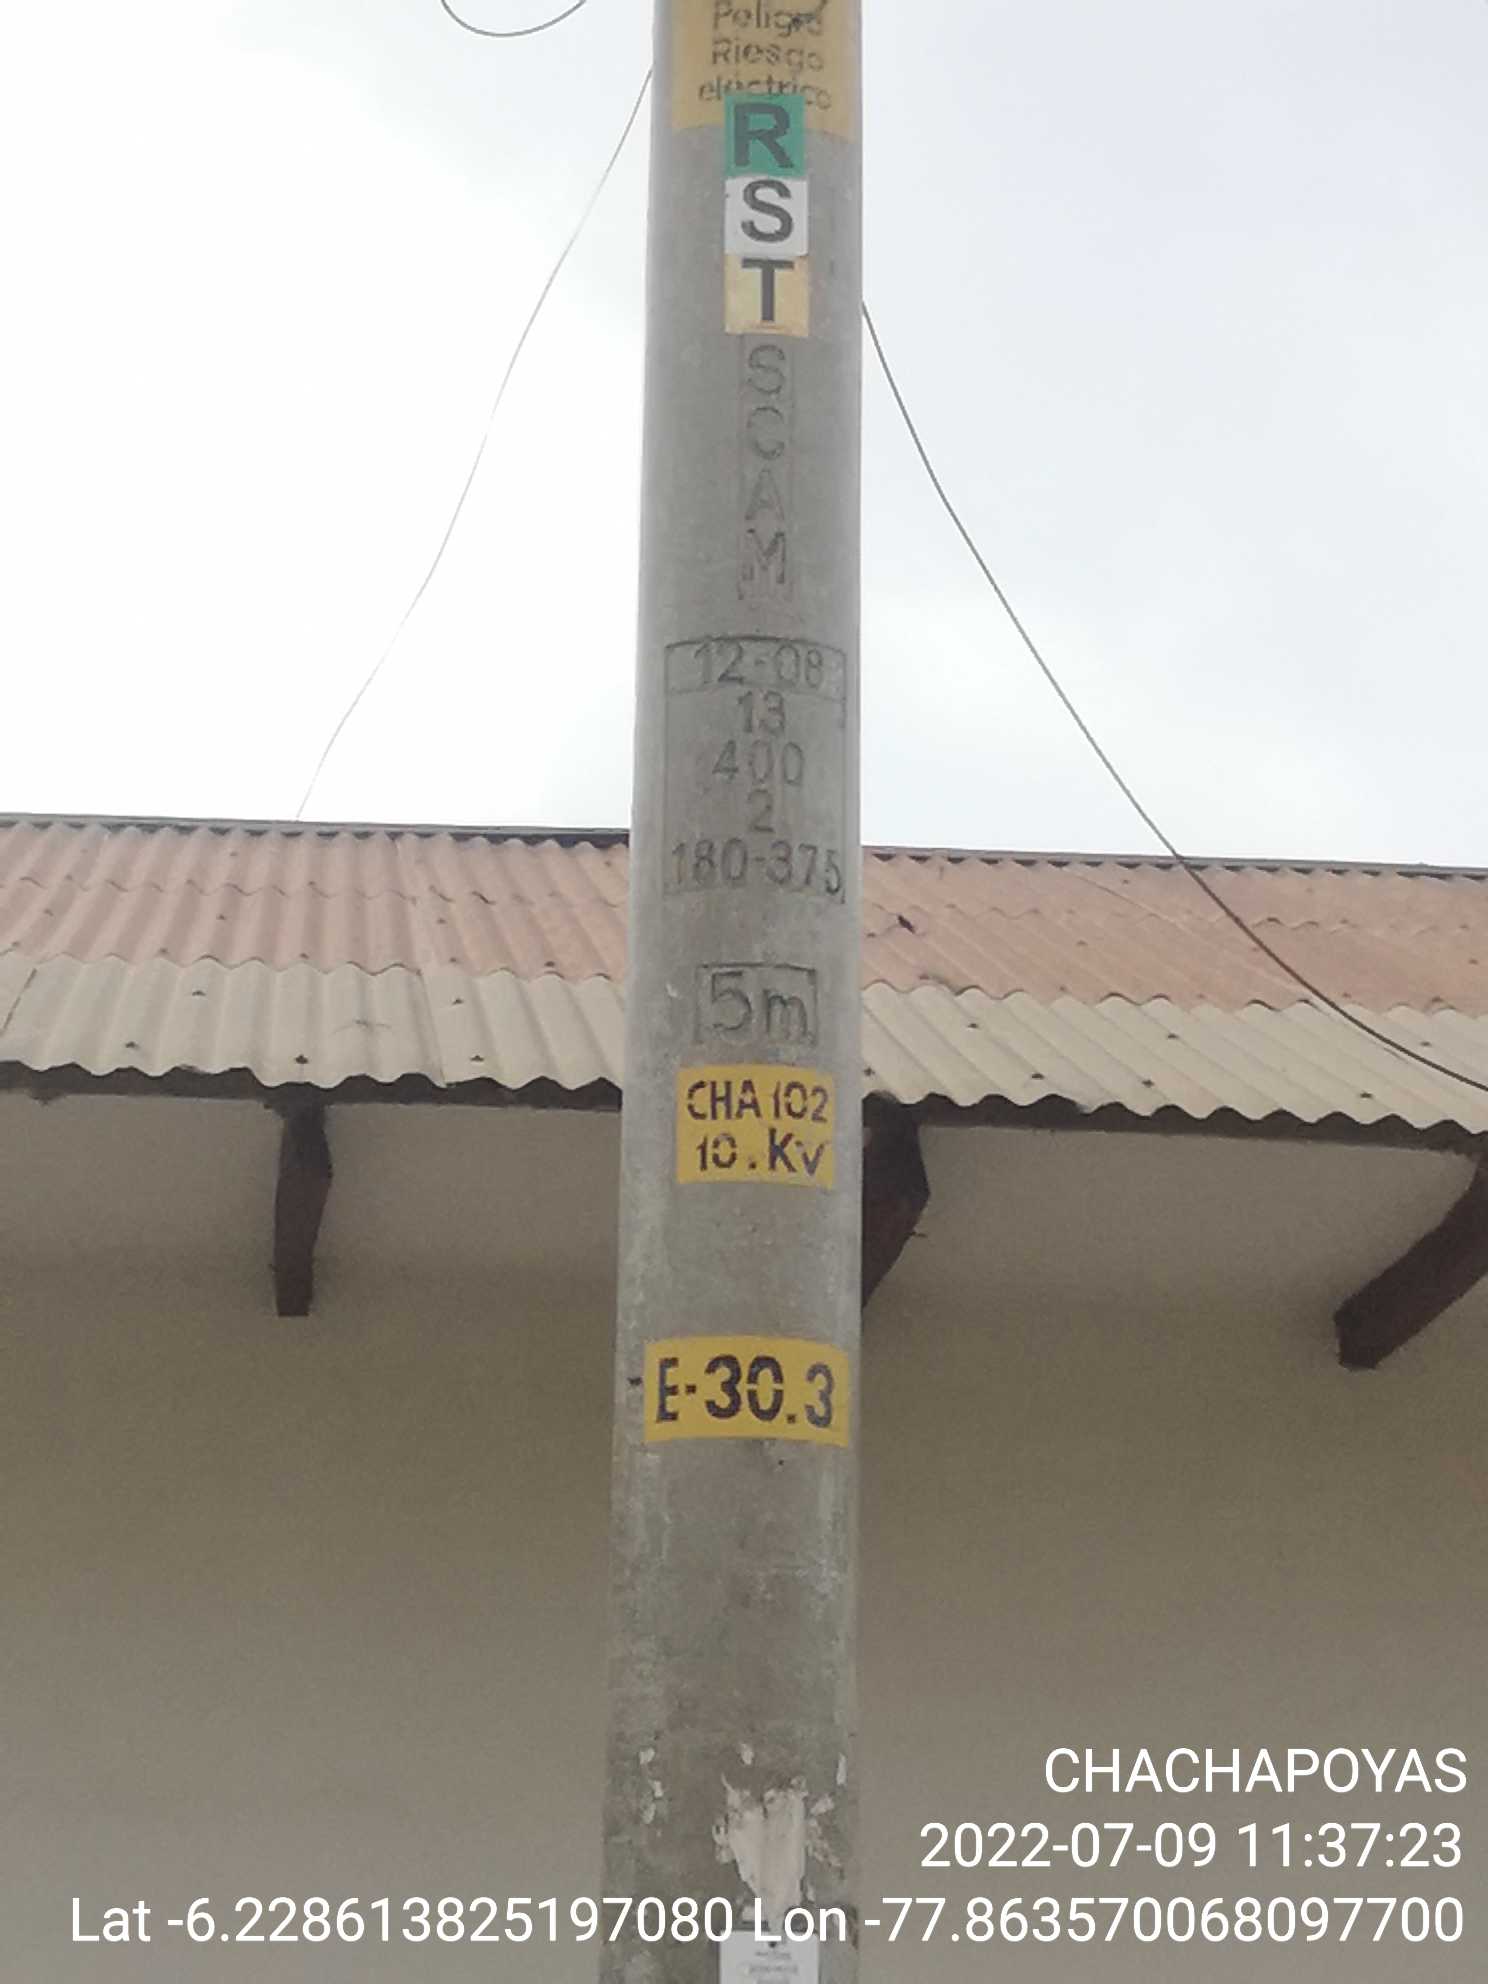 Peligro
Riesgo
eléctrico
R
S
T
S
C
A
M
12-08
13
400
2
180-375
5m
CHA 102
10.Kv
E-30.3
CHACHAPOYAS
2022-07-09 11:37:23
Lat -6.228613825197080 Lon -77.863570068097700